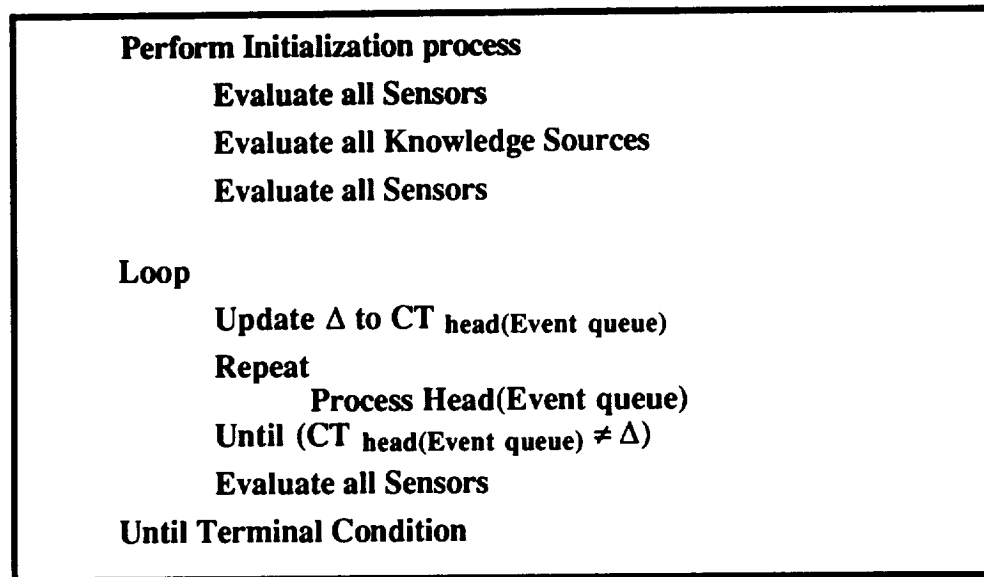 Perform Initialization process
Evaluate all Sensors
Evaluate all Knowledge Sources
Evaluate all Sensors
Loop
Update Δ to CT head(Event queue)
Repeat
Process Head(Event queue)
Until (CT head(Event queue) ≠ Δ)
Evaluate all Sensors
Until Terminal Condition